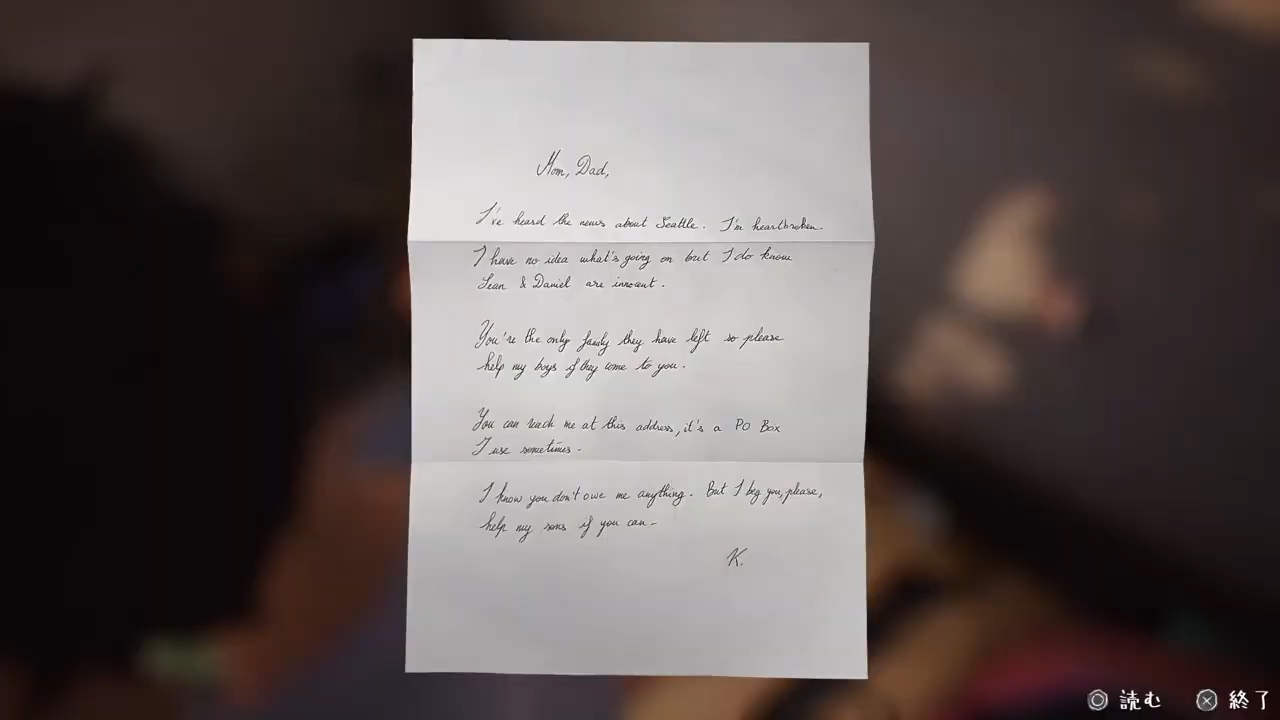 Mom, Dad,
I've heard the news about Seattle. I'm heartbroken.
I have no idea what's going on but I do know
Sean & Daniel are innocent.
You're the only family they have left so please
help my boys if they come to you.
You can reach me at this address, it's a PO Box
I use sometimes.
I know you don't owe me anything. But I beg you, please,
help my sons if you can-
K.
読む
終了